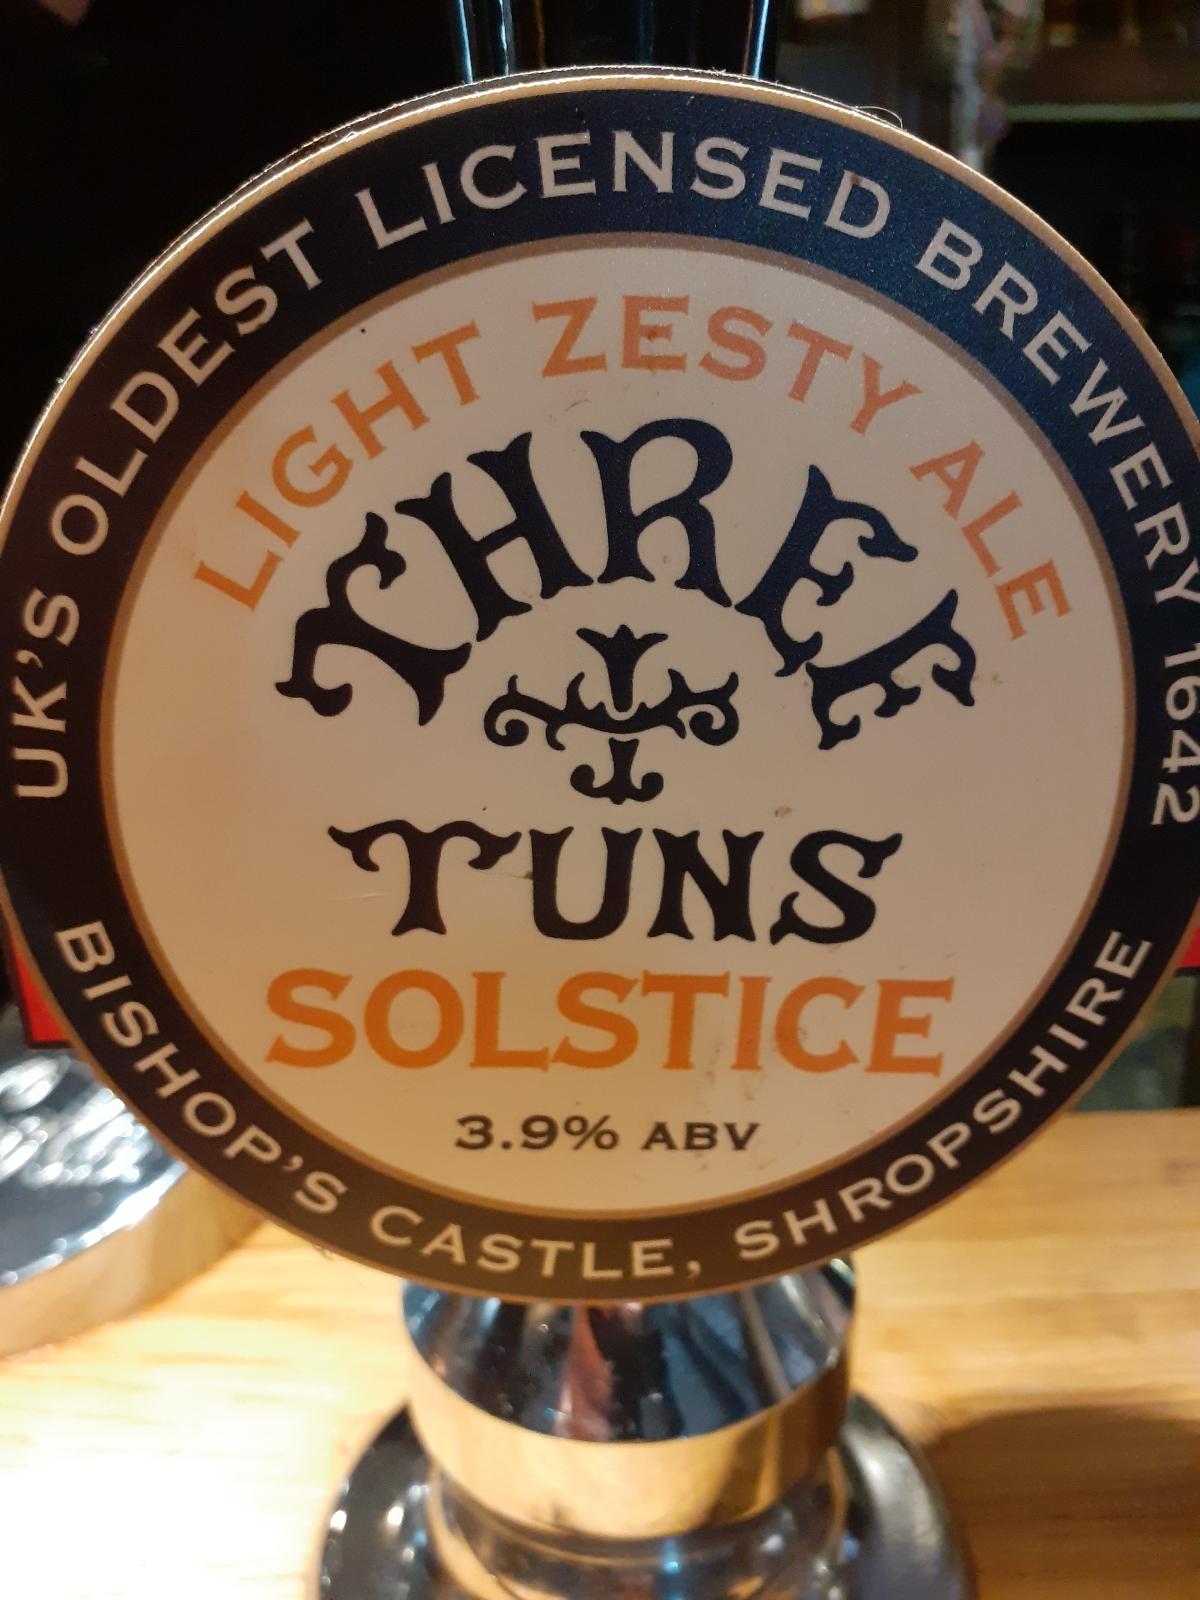 UK'S OLDEST LICENSED BREWERY 1642
LIGHT ZESTY ALE
THREE
TUNS
SOLSTICE
3.9% ABV
BISHOP'S CASTLE, SHROPSHIRE